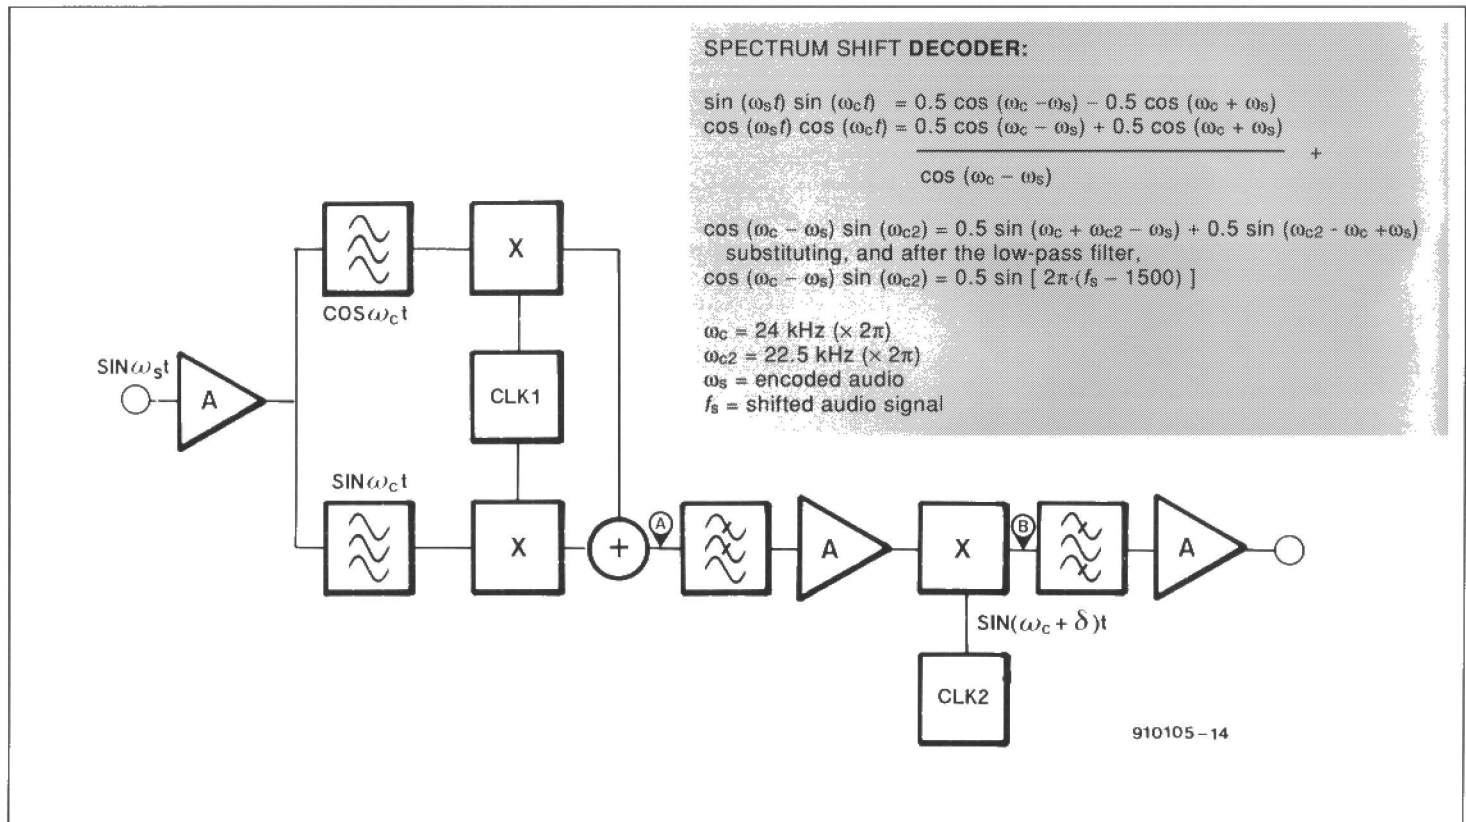 SPECTRUM SHIFT DECODER:
sin (ωst) sin (ωct) = 0.5 cos (ωc −ωs) − 0.5 cos (ωc + ωs)
cos (ωst) cos (ωct) = 0.5 cos (ωc − ωs) + 0.5 cos (ωc + ωs)
+
cos (ωc − ωs)
cos (ωc − ωs) sin (ωc2) = 0.5 sin (ωc + ωc2 − ωs) + 0.5 sin (ωc2 - ωc +ωs)
substituting, and after the low-pass filter,
cos (ωc − ωs) sin (ωc2) = 0.5 sin [ 2π·(fs − 1500) ]
ωc = 24 kHz (× 2π)
ωc2 = 22.5 kHz (× 2π)
ωs = encoded audio
fs = shifted audio signal
X
COSωct
SINωst
A
CLK1
SINωct
X
+
A
A
X
B
A
SIN(ωc + δ)t
CLK2
910105-14